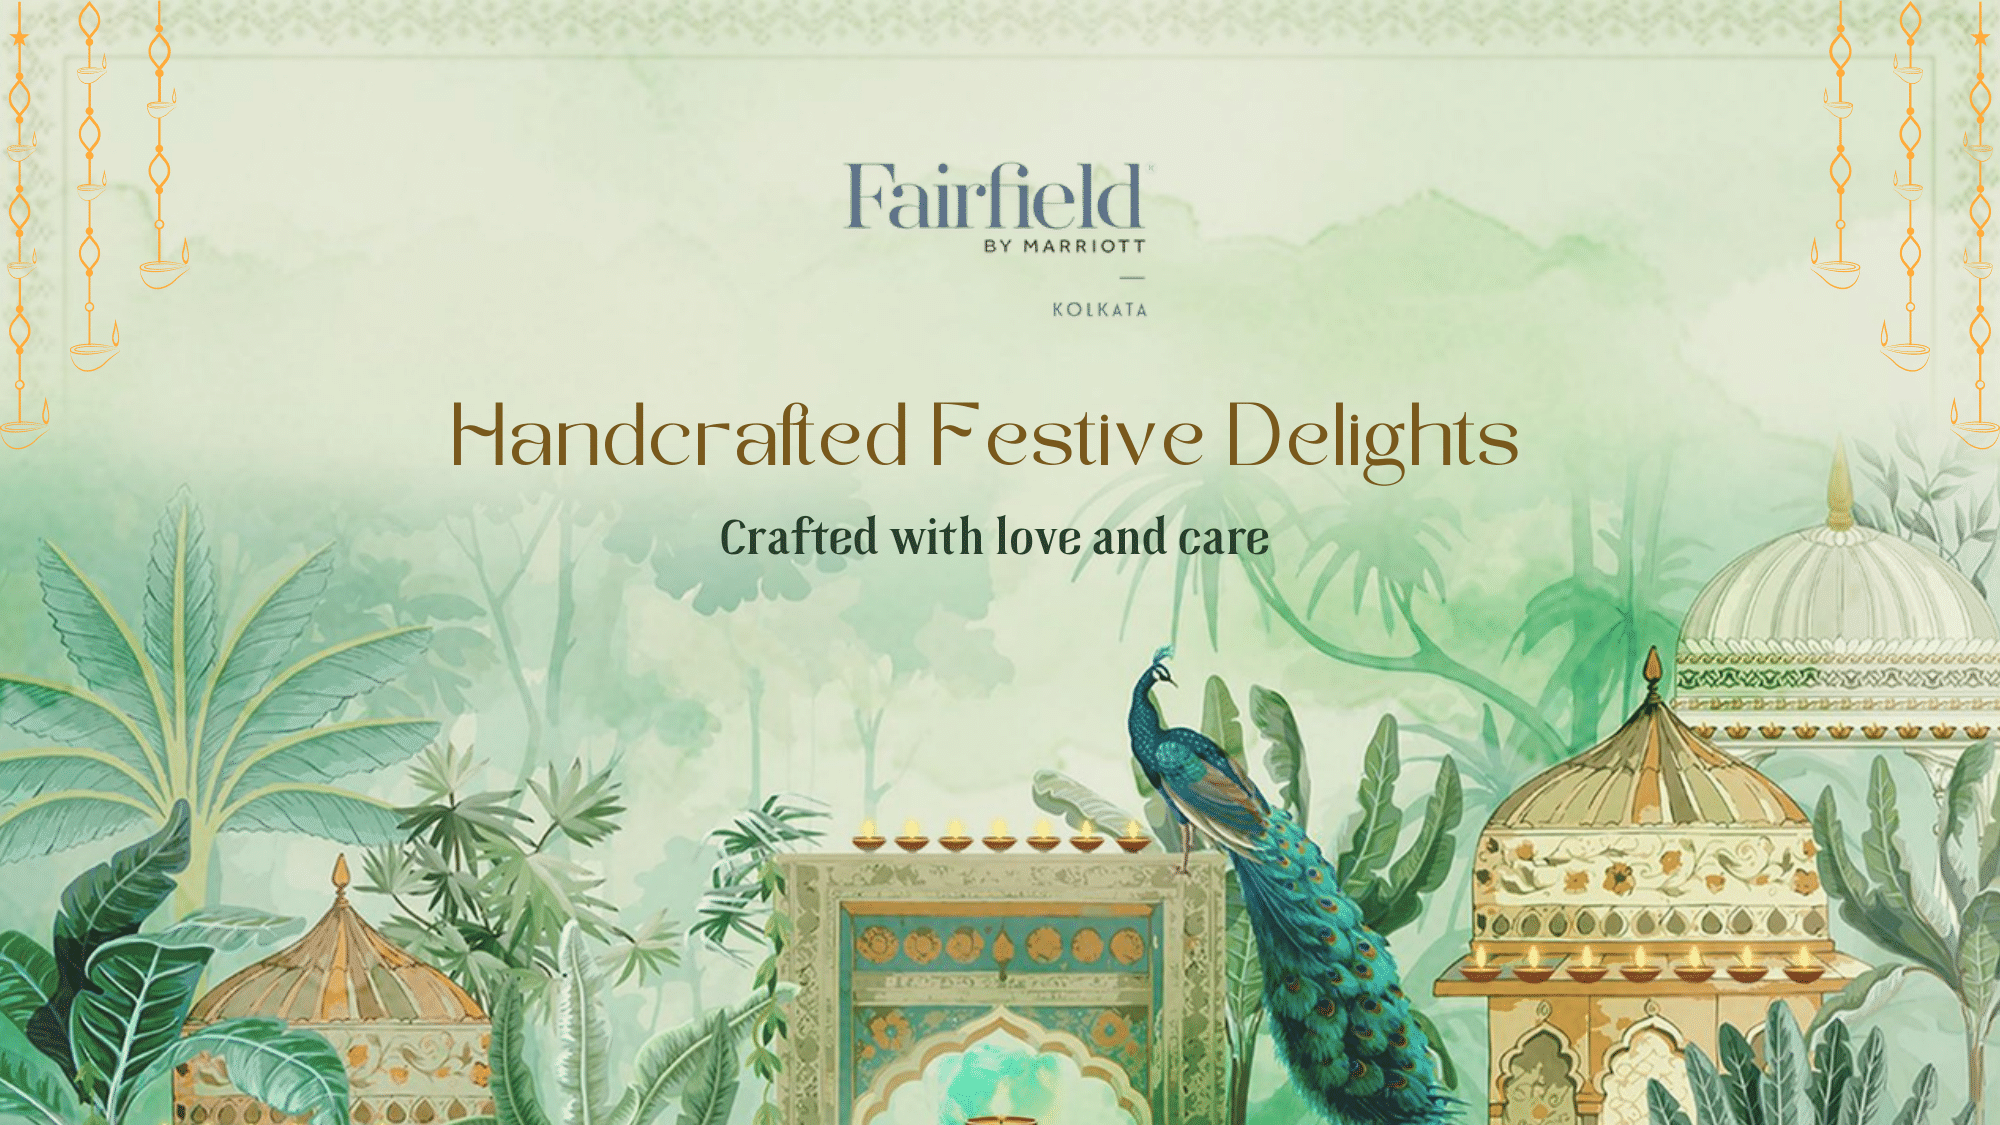 Fairfield
BY MARRIOTT
KOLKATA
Handcrafted Festive Delights
Crafted with love and care